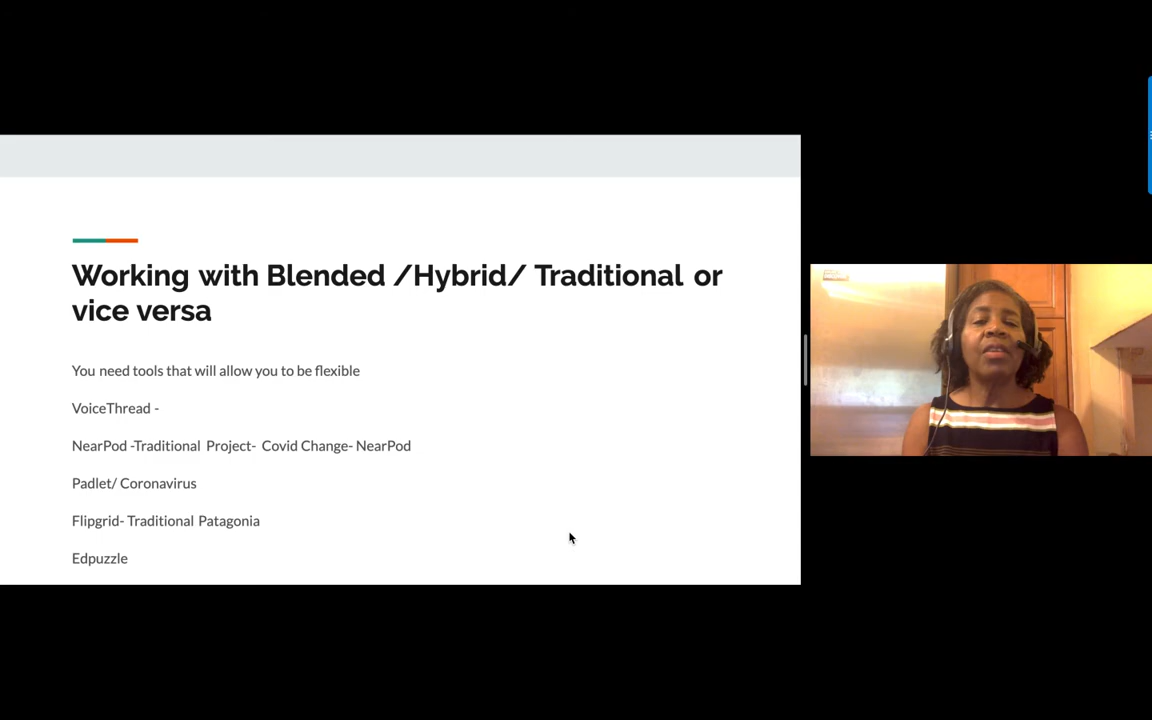 Working with Blended /Hybrid/ Traditional or
vice versa
You need tools that will allow you to be flexible
VoiceThread -
NearPod -Traditional Project- Covid Change- NearPod
Padlet/ Coronavirus
Flipgrid- Traditional Patagonia
Edpuzzle